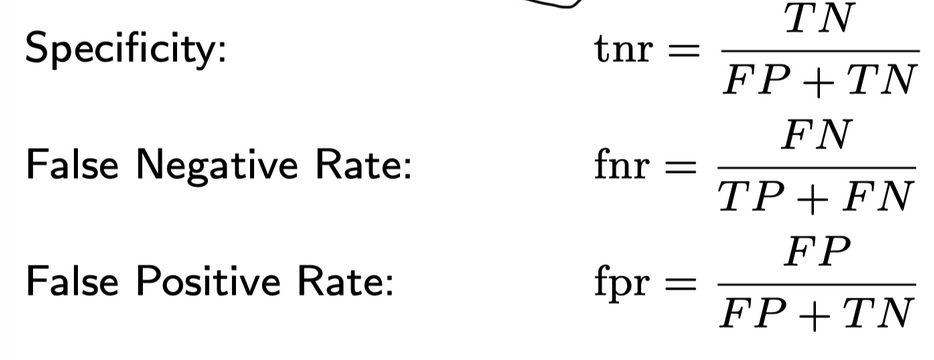 Specificity: tnr = TN / FP + TN
False Negative Rate: fnr = FN / TP + FN
False Positive Rate: fpr = FP / FP + TN